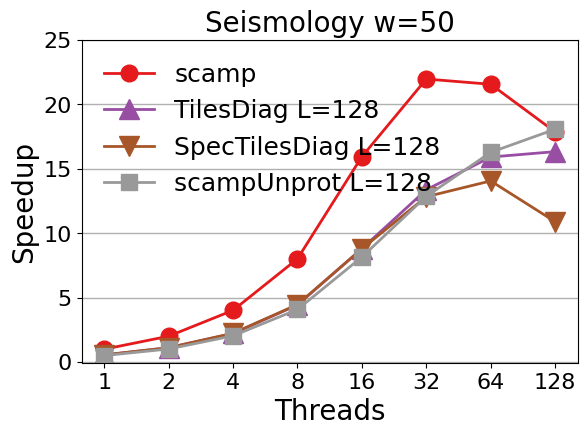 Seismology w=50
25
20
15
10
5
0
Speedup
scamp
TilesDiag L=128
SpecTilesDiag L=128
scampUnprot L=128
1 2 4 8 16 32 64 128
Threads